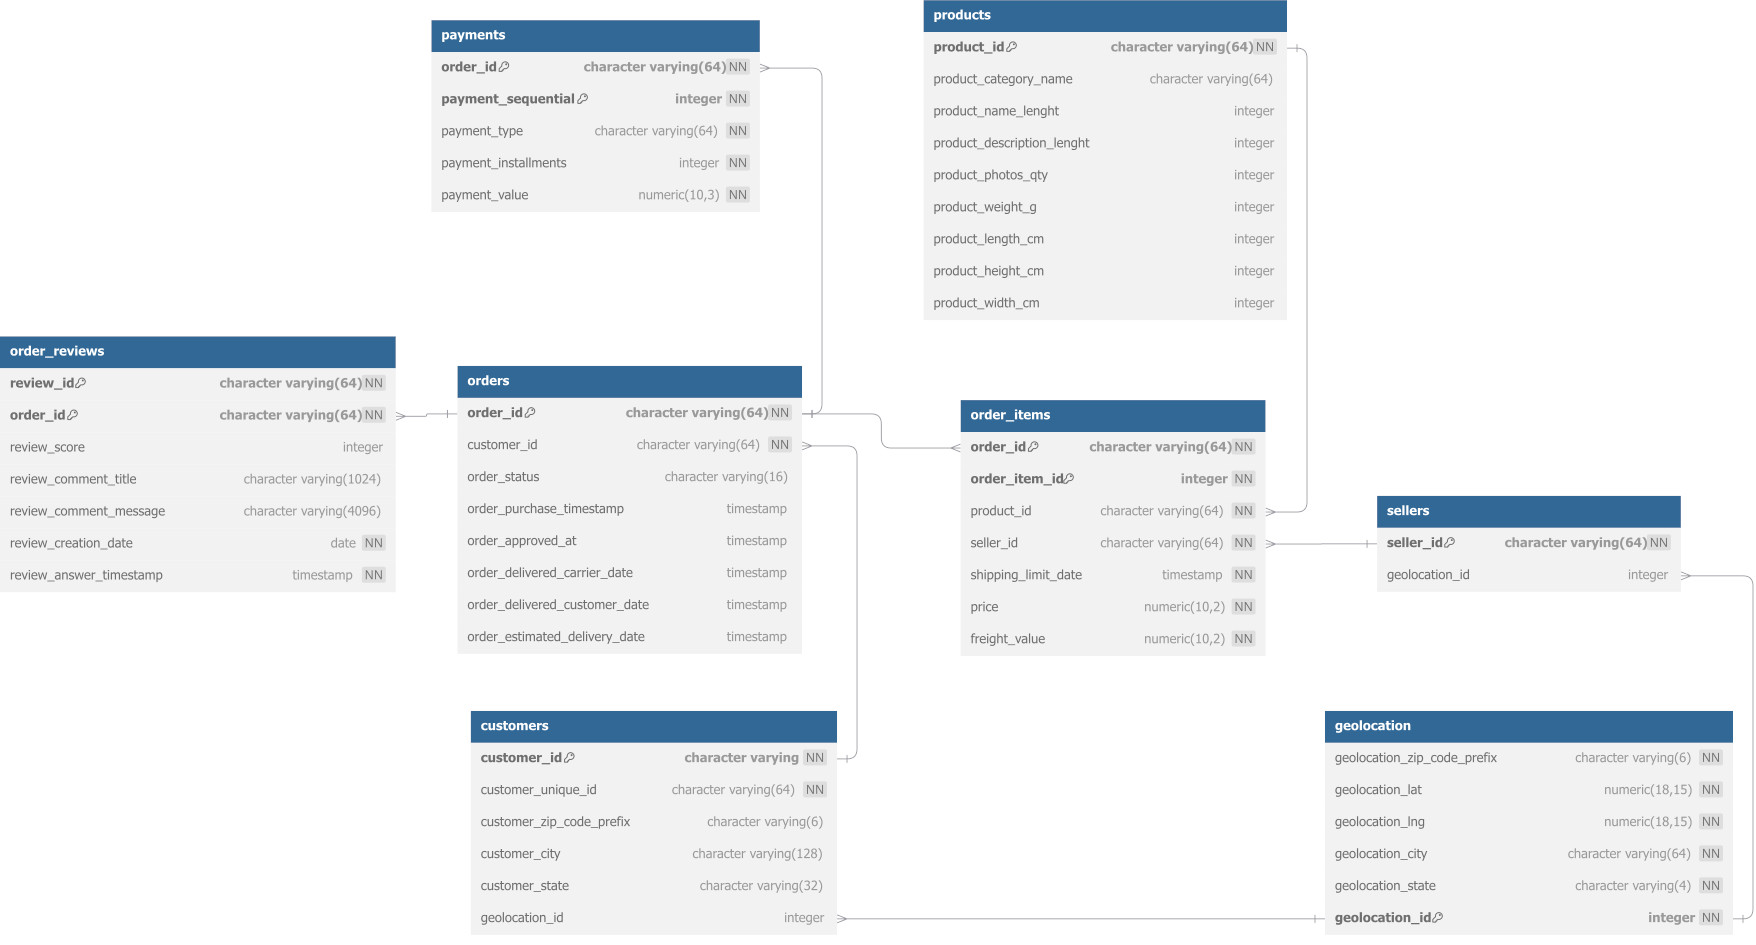 payments
order_id character varying(64) NN
payment_sequential integer NN
payment_type character varying(64) NN
payment_installments integer NN
payment_value numeric(10,3) NN
products
product_id character varying(64) NN
product_category_name character varying(64)
product_name_lenght integer
product_description_lenght integer
product_photos_qty integer
product_weight_g integer
product_length_cm integer
product_height_cm integer
product_width_cm integer
order_reviews
review_id character varying(64) NN
order_id character varying(64) NN
review_score integer
review_comment_title character varying(1024)
review_comment_message character varying(4096)
review_creation_date date NN
review_answer_timestamp timestamp NN
orders
order_id character varying(64) NN
customer_id character varying(64) NN
order_status character varying(16)
order_purchase_timestamp timestamp
order_approved_at timestamp
order_delivered_carrier_date timestamp
order_delivered_customer_date timestamp
order_estimated_delivery_date timestamp
order_items
order_id character varying(64) NN
order_item_id integer NN
product_id character varying(64) NN
seller_id character varying(64) NN
shipping_limit_date timestamp NN
price numeric(10,2) NN
freight_value numeric(10,2) NN
sellers
seller_id character varying(64) NN
geolocation_id integer
customers
customer_id character varying NN
customer_unique_id character varying(64) NN
customer_zip_code_prefix character varying(6)
customer_city character varying(128)
customer_state character varying(32)
geolocation_id integer
geolocation
geolocation_zip_code_prefix character varying(6) NN
geolocation_lat numeric(18,15) NN
geolocation_lng numeric(18,15) NN
geolocation_city character varying(64) NN
geolocation_state character varying(4) NN
geolocation_id integer NN